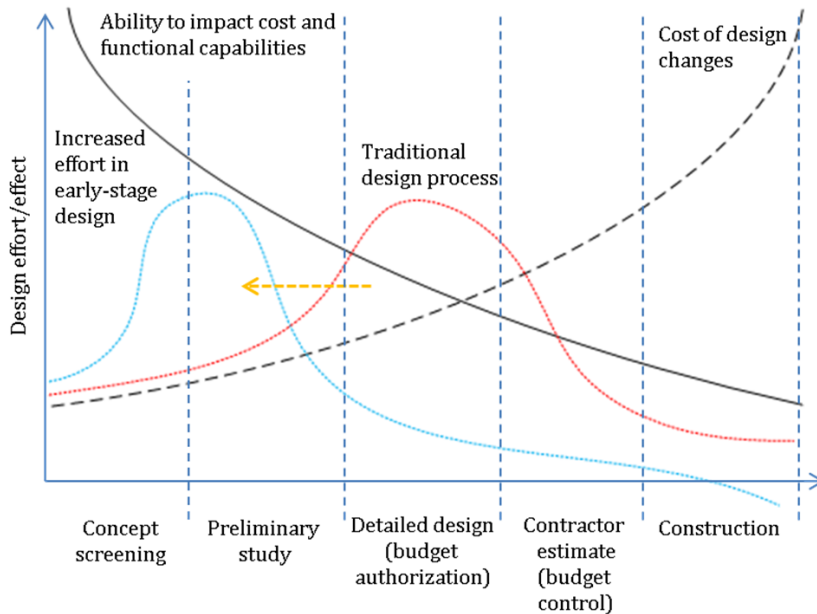 Ability to impact cost and
functional capabilities
Cost of design
changes
Increased
effort in
early-stage
design
Traditional
design process
Design effort/effect
Concept
screening
Preliminary
study
Detailed design
(budget
authorization)
Contractor
estimate
(budget
control)
Construction